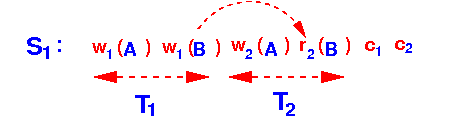 S₁: w₁(A) w₁(B) w₂(A) r₂(B) c₁ c₂
T₁ T₂